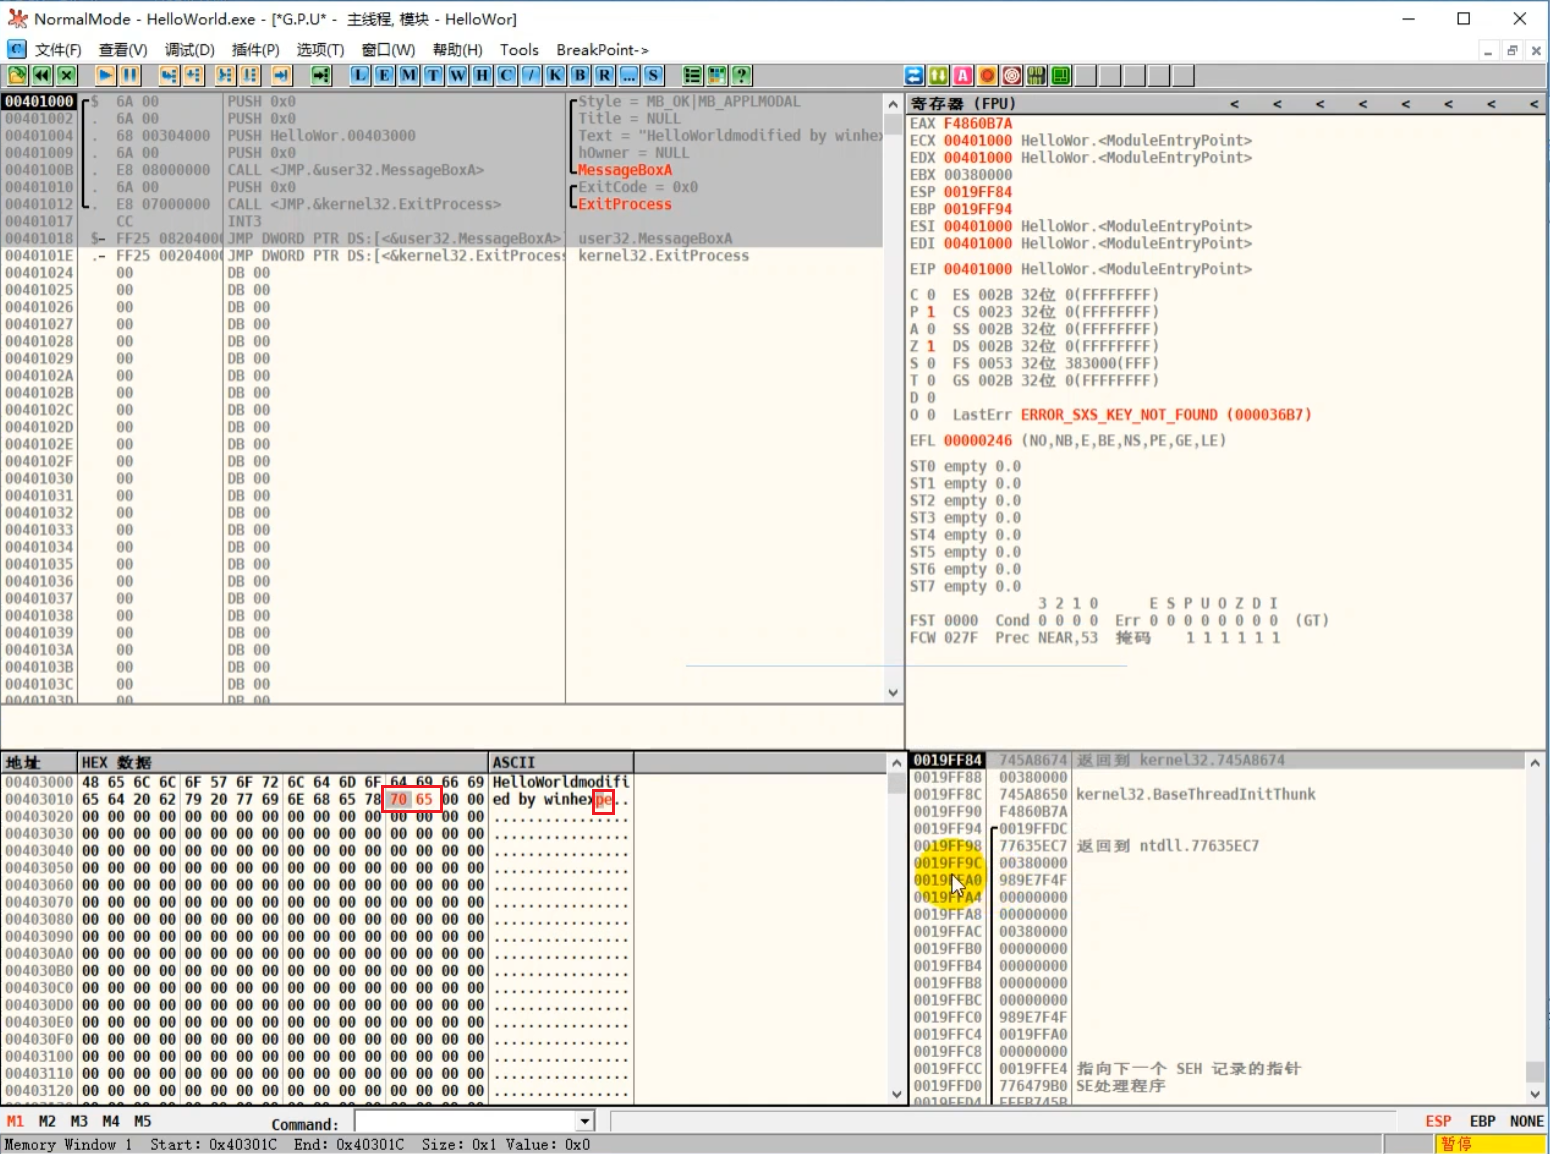 NormalMode - HelloWorld.exe - [*G.P.U* - 主线程, 模块 - HelloWor]
文件(F) 查看(V) 调试(D) 插件(P) 选项(T) 窗口(W) 帮助(H) Tools BreakPoint->
L E M T W H C / K B R ... S ? A
00401000 $ 6A 00 PUSH 0x0 Style = MB_OK|MB_APPLMODAL
00401002 . 6A 00 PUSH 0x0 Title = NULL
00401004 . 68 00304000 PUSH HelloWor.00403000 Text = "HelloWorldmodified by winhex
00401009 . 6A 00 PUSH 0x0 hOwner = NULL
0040100B . E8 08000000 CALL <JMP.&user32.MessageBoxA> MessageBoxA
00401010 . 6A 00 PUSH 0x0 ExitCode = 0x0
00401012 . E8 07000000 CALL <JMP.&kernel32.ExitProcess> ExitProcess
00401017 CC INT3
00401018 $- FF25 08204000 JMP DWORD PTR DS:[<&user32.MessageBoxA> user32.MessageBoxA
0040101E .- FF25 00204000 JMP DWORD PTR DS:[<&kernel32.ExitProcess kernel32.ExitProcess
00401024 00 DB 00
00401025 00 DB 00
00401026 00 DB 00
00401027 00 DB 00
00401028 00 DB 00
00401029 00 DB 00
0040102A 00 DB 00
0040102B 00 DB 00
0040102C 00 DB 00
0040102D 00 DB 00
0040102E 00 DB 00
0040102F 00 DB 00
00401030 00 DB 00
00401031 00 DB 00
00401032 00 DB 00
00401033 00 DB 00
00401034 00 DB 00
00401035 00 DB 00
00401036 00 DB 00
00401037 00 DB 00
00401038 00 DB 00
00401039 00 DB 00
0040103A 00 DB 00
0040103B 00 DB 00
0040103C 00 DB 00
0040103D 00 DB 00
寄存器 (FPU) < < < < < < < <
EAX F4860B7A
ECX 00401000 HelloWor.<ModuleEntryPoint>
EDX 00401000 HelloWor.<ModuleEntryPoint>
EBX 00380000
ESP 0019FF84
EBP 0019FF94
ESI 00401000 HelloWor.<ModuleEntryPoint>
EDI 00401000 HelloWor.<ModuleEntryPoint>
EIP 00401000 HelloWor.<ModuleEntryPoint>
C 0 ES 002B 32位 0(FFFFFFFF)
P 1 CS 0023 32位 0(FFFFFFFF)
A 0 SS 002B 32位 0(FFFFFFFF)
Z 1 DS 002B 32位 0(FFFFFFFF)
S 0 FS 0053 32位 383000(FFF)
T 0 GS 002B 32位 0(FFFFFFFF)
D 0
O 0 LastErr ERROR_SXS_KEY_NOT_FOUND (000036B7)
EFL 00000246 (NO,NB,E,BE,NS,PE,GE,LE)
ST0 empty 0.0
ST1 empty 0.0
ST2 empty 0.0
ST3 empty 0.0
ST4 empty 0.0
ST5 empty 0.0
ST6 empty 0.0
ST7 empty 0.0
3 2 1 0 E S P U O Z D I
FST 0000 Cond 0 0 0 0 Err 0 0 0 0 0 0 0 0 (GT)
FCW 027F Prec NEAR,53 掩码 1 1 1 1 1 1
地址 HEX 数据 ASCII
00403000 48 65 6C 6C 6F 57 6F 72 6C 64 6D 6F 64 69 66 69 HelloWorldmodifi
00403010 65 64 20 62 79 20 77 69 6E 68 65 78 70 65 00 00 ed by winhexpe..
00403020 00 00 00 00 00 00 00 00 00 00 00 00 00 00 00 00 ................
00403030 00 00 00 00 00 00 00 00 00 00 00 00 00 00 00 00 ................
00403040 00 00 00 00 00 00 00 00 00 00 00 00 00 00 00 00 ................
00403050 00 00 00 00 00 00 00 00 00 00 00 00 00 00 00 00 ................
00403060 00 00 00 00 00 00 00 00 00 00 00 00 00 00 00 00 ................
00403070 00 00 00 00 00 00 00 00 00 00 00 00 00 00 00 00 ................
00403080 00 00 00 00 00 00 00 00 00 00 00 00 00 00 00 00 ................
00403090 00 00 00 00 00 00 00 00 00 00 00 00 00 00 00 00 ................
004030A0 00 00 00 00 00 00 00 00 00 00 00 00 00 00 00 00 ................
004030B0 00 00 00 00 00 00 00 00 00 00 00 00 00 00 00 00 ................
004030C0 00 00 00 00 00 00 00 00 00 00 00 00 00 00 00 00 ................
004030D0 00 00 00 00 00 00 00 00 00 00 00 00 00 00 00 00 ................
004030E0 00 00 00 00 00 00 00 00 00 00 00 00 00 00 00 00 ................
004030F0 00 00 00 00 00 00 00 00 00 00 00 00 00 00 00 00 ................
00403100 00 00 00 00 00 00 00 00 00 00 00 00 00 00 00 00 ................
00403110 00 00 00 00 00 00 00 00 00 00 00 00 00 00 00 00 ................
00403120 00 00 00 00 00 00 00 00 00 00 00 00 00 00 00 00 ................
0019FF84 745A8674 返回到 kernel32.745A8674
0019FF88 00380000
0019FF8C 745A8650 kernel32.BaseThreadInitThunk
0019FF90 F4860B7A
0019FF94 0019FFDC
0019FF98 77635EC7 返回到 ntdll.77635EC7
0019FF9C 00380000
0019FFA0 989E7F4F
0019FFA4 00000000
0019FFA8 00000000
0019FFAC 00380000
0019FFB0 00000000
0019FFB4 00000000
0019FFB8 00000000
0019FFBC 00000000
0019FFC0 989E7F4F
0019FFC4 0019FFA0
0019FFC8 00000000
0019FFCC 0019FFE4 指向下一个 SEH 记录的指针
0019FFD0 776479B0 SE处理程序
0019FFD4 EFFB745B
M1 M2 M3 M4 M5 Command: ESP EBP NONE
Memory Window 1 Start: 0x40301C End: 0x40301C Size: 0x1 Value: 0x0 暂停